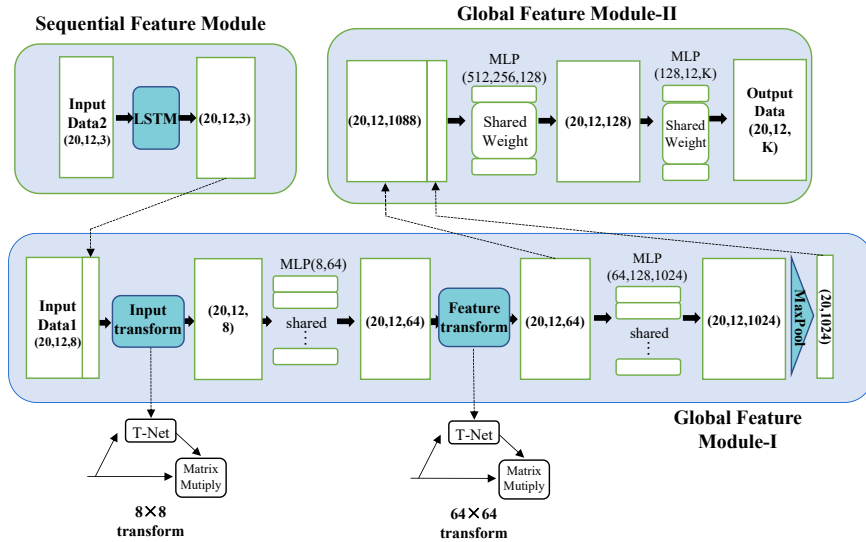 Sequential Feature Module
Input
Data2
(20,12,3)
LSTM
(20,12,3)
Global Feature Module-II
(20,12,1088)
MLP
(512,256,128)
Shared
Weight
(20,12,128)
MLP
(128,12,K)
Shared
Weight
Output
Data
(20,12,
K)
Input
Data1
(20,12,8)
Input
transform
(20,12,
8)
MLP(8,64)
shared
(20,12,64)
Feature
transform
(20,12,64)
MLP
(64,128,1024)
shared
(20,12,1024)
MaxPool
(20,1024)
Global Feature
Module-I
T-Net
Matrix
Mutiply
8×8
transform
T-Net
Matrix
Mutiply
64×64
transform